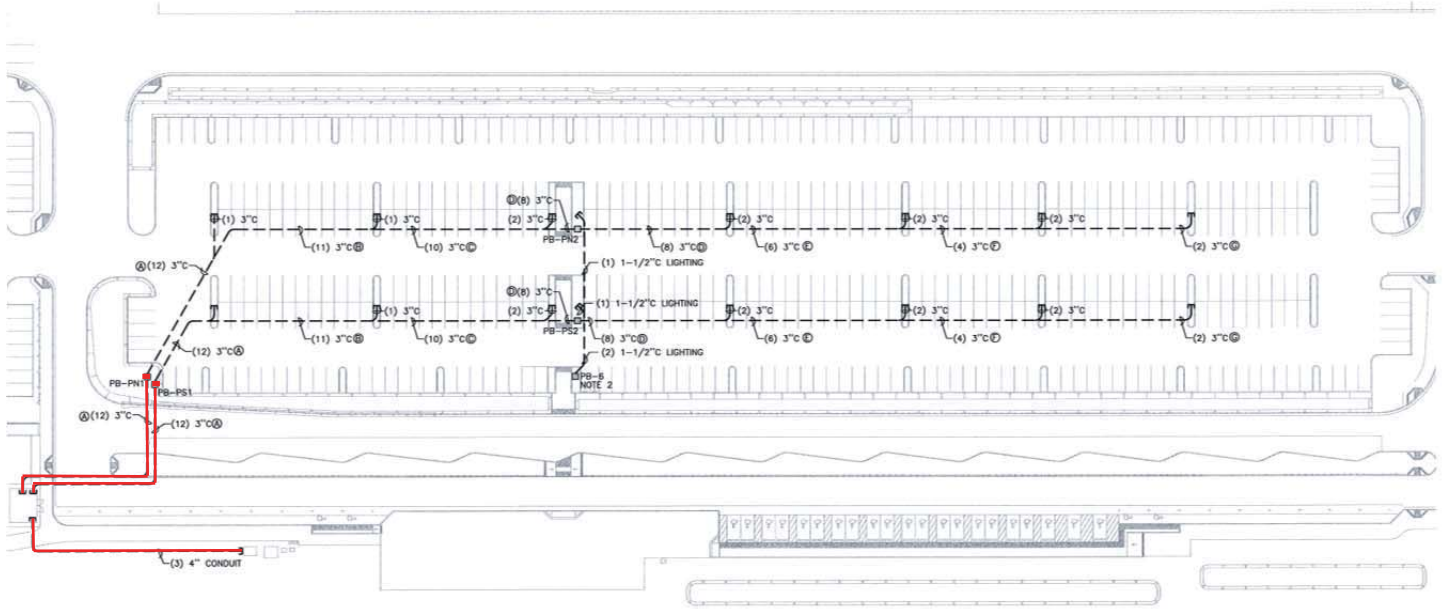 Ⓓ(8) 3"C
(1) 3"C
(1) 3"C
(2) 3"C
(2) 3"C
(2) 3"C
(2) 3"C
PB-PN2
(11) 3"CⒷ
(10) 3"CⒸ
(8) 3"CⒹ
(6) 3"CⒺ
(4) 3"CⒻ
(2) 3"CⒼ
Ⓐ(12) 3"C
(1) 1-1/2"C LIGHTING
Ⓓ(8) 3"C
(1) 1-1/2"C LIGHTING
(1) 3"C
(2) 3"C
(2) 3"C
(2) 3"C
(2) 3"C
PB-PS2
(11) 3"CⒷ
(10) 3"CⒸ
(8) 3"CⒹ
(6) 3"CⒺ
(4) 3"CⒻ
(2) 3"CⒼ
(12) 3"CⒶ
(2) 1-1/2"C LIGHTING
PB-PN1
PB-PS1
PB-6
NOTE 2
Ⓐ(12) 3"C
(12) 3"CⒶ
(3) 4" CONDUIT